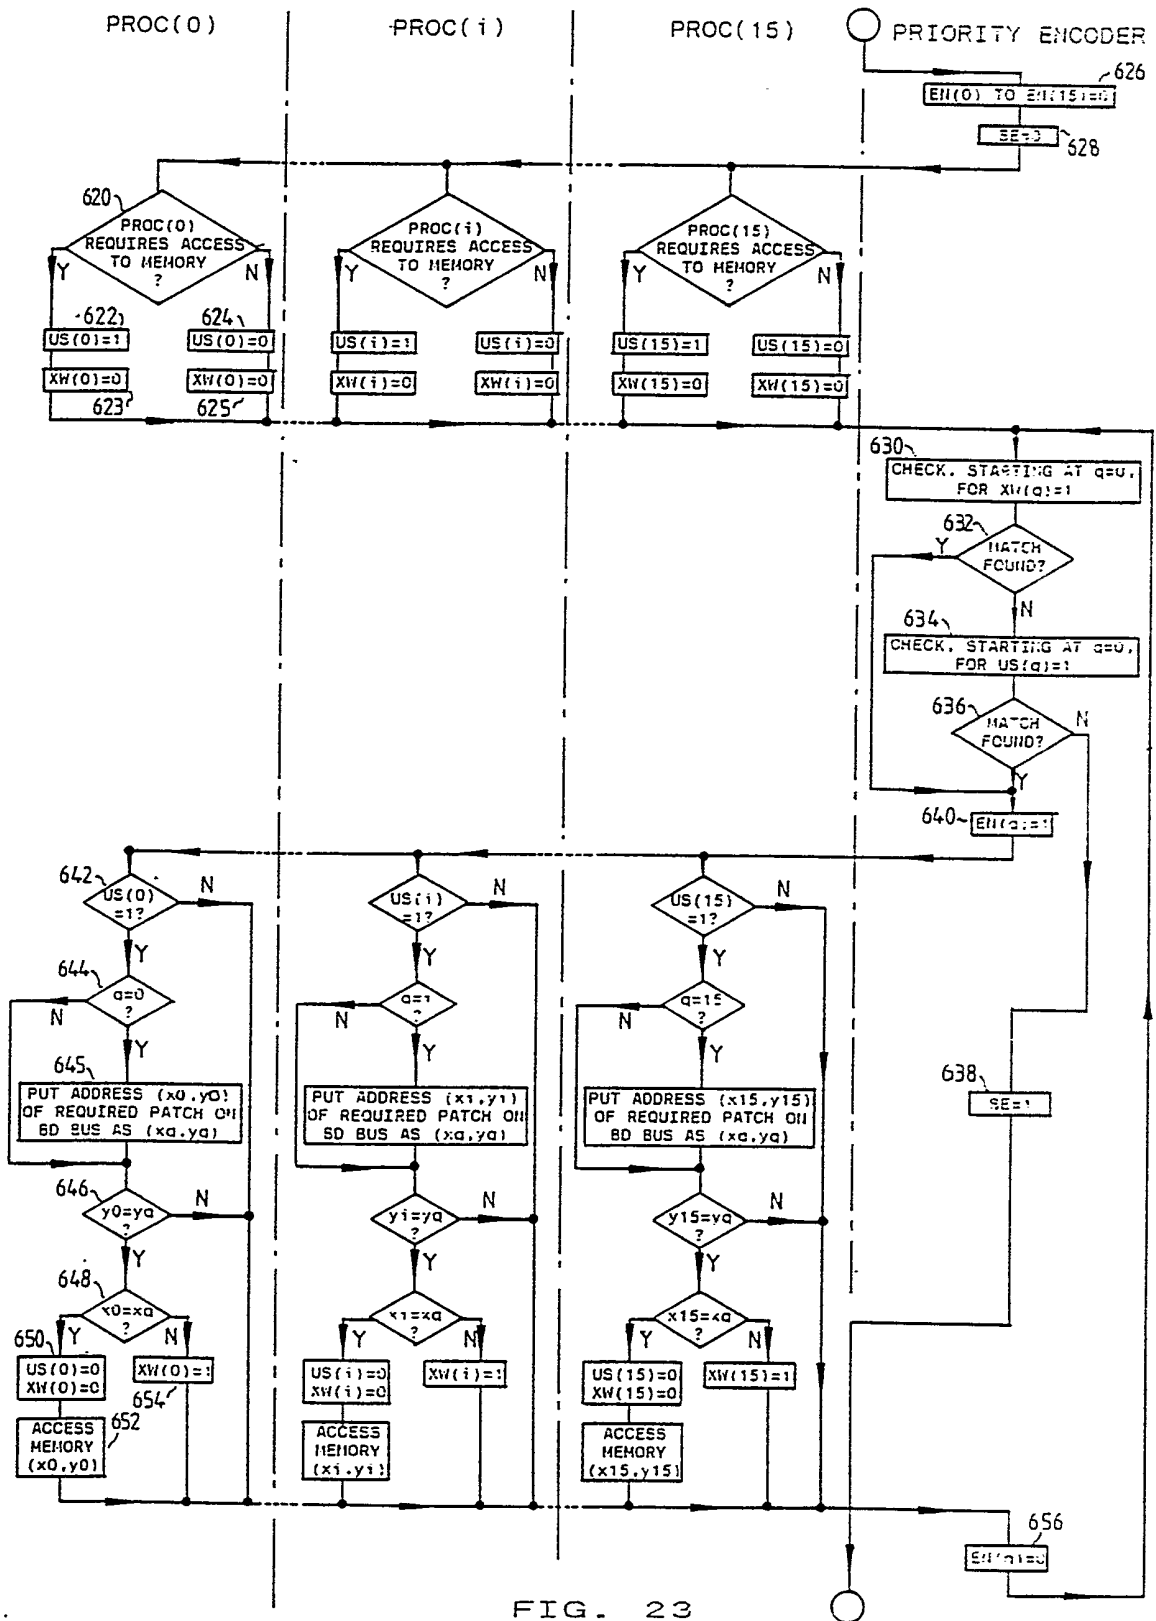 PROC(0)
PROC(i)
PROC(15)
PRIORITY ENCODER
626
EN(0) TO EN(15)=0
SE=0
628
620
PROC(0)
REQUIRES ACCESS
TO MEMORY
?
Y
N
PROC(i)
REQUIRES ACCESS
TO MEMORY
?
Y
N
PROC(15)
REQUIRES ACCESS
TO MEMORY
?
Y
N
622
US(0)=1
624
US(0)=0
US(i)=1
US(i)=0
US(15)=1
US(15)=0
XW(0)=0
623
XW(0)=0
625
XW(i)=0
XW(i)=0
XW(15)=0
XW(15)=0
630
CHECK, STARTING AT q=0,
FOR XW(q)=1
632
MATCH
FOUND?
Y
N
634
CHECK, STARTING AT q=0,
FOR US(q)=1
636
MATCH
FOUND?
N
Y
640
EN(q)=1
642
US(0)
=1?
N
Y
US(i)
=1?
N
Y
US(15)
=1?
N
Y
644
q=0
?
N
Y
q=i
?
N
Y
q=15
?
N
Y
645
PUT ADDRESS (x0,y0)
OF REQUIRED PATCH ON
BD BUS AS (xq,yq)
PUT ADDRESS (xi,yi)
OF REQUIRED PATCH ON
BD BUS AS (xq,yq)
PUT ADDRESS (x15,y15)
OF REQUIRED PATCH ON
BD BUS AS (xq,yq)
638
SE=1
646
y0=yq
?
N
Y
yi=yq
?
N
Y
y15=yq
?
N
Y
648
x0=xq
?
Y
N
xi=xq
?
Y
N
x15=xq
?
Y
N
650
US(0)=0
XW(0)=0
XW(0)=1
654
US(i)=0
XW(i)=0
XW(i)=1
US(15)=0
XW(15)=0
XW(15)=1
652
ACCESS
MEMORY
(x0,y0)
ACCESS
MEMORY
(xi,yi)
ACCESS
MEMORY
(x15,y15)
656
EN(q)=0
FIG. 23